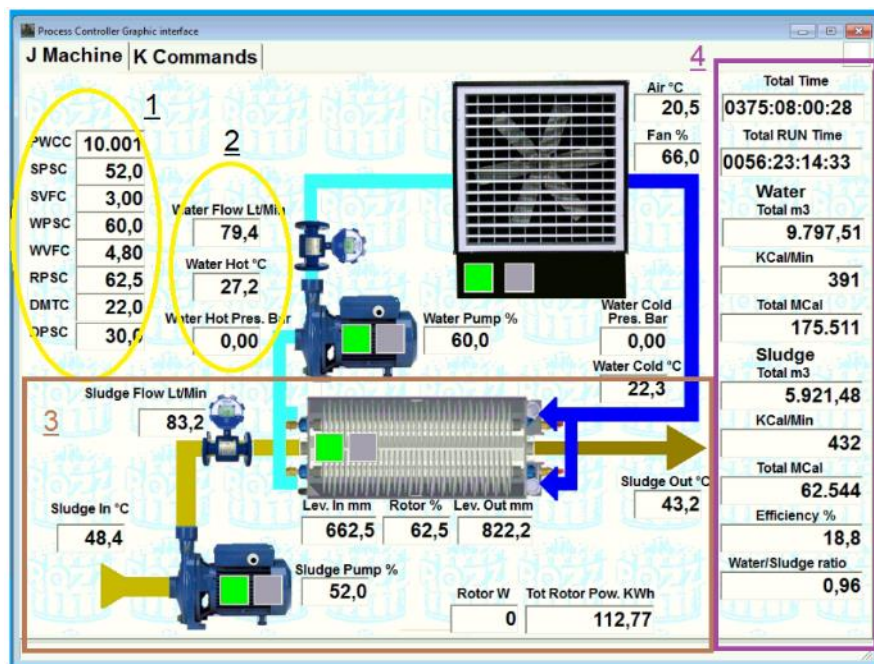 Process Controller Graphic interface
J Machine
K Commands
1
PWCC 10.001
SPSC 52,0
SVFC 3,00
WPSC 60,0
WVFC 4,80
RPSC 62,5
DMTC 22,0
DPSC 30,0
2
Water Flow Lt/Min
79,4
Water Hot °C
27,2
Water Hot Pres. Bar
0,00
Air °C
20,5
Fan %
66,0
Water Pump %
60,0
Water Cold
Pres. Bar
0,00
Water Cold °C
22,3
3
Sludge Flow Lt/Min
83,2
Sludge In °C
48,4
Lev. In mm
662,5
Rotor %
62,5
Lev. Out mm
822,2
Sludge Out °C
43,2
Sludge Pump %
52,0
Rotor W
0
Tot Rotor Pow. KWh
112,77
4
Total Time
0375:08:00:28
Total RUN Time
0056:23:14:33
Water
Total m3
9.797,51
KCal/Min
391
Total MCal
175.511
Sludge
Total m3
5.921,48
KCal/Min
432
Total MCal
62.544
Efficiency %
18,8
Water/Sludge ratio
0,96